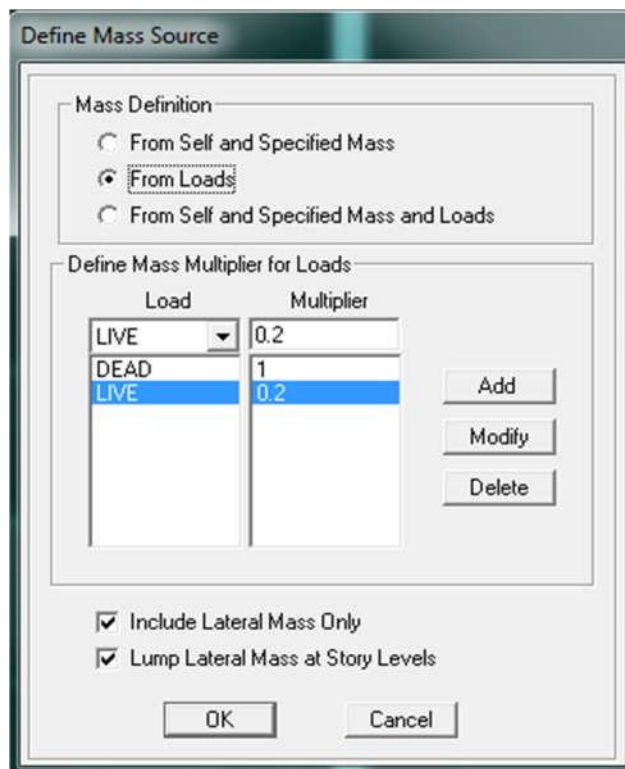 Define Mass Source
Mass Definition
From Self and Specified Mass
From Loads
From Self and Specified Mass and Loads
Define Mass Multiplier for Loads
Load Multiplier
LIVE 0.2
DEAD 1
LIVE 0.2
Add
Modify
Delete
Include Lateral Mass Only
Lump Lateral Mass at Story Levels
OK Cancel